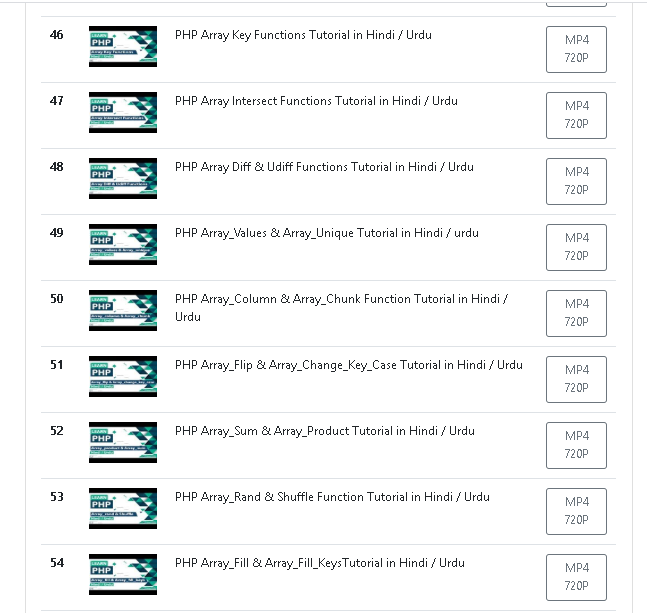 46
PHP Array Key Functions Tutorial in Hindi / Urdu
MP4
720P
47
PHP Array Intersect Functions Tutorial in Hindi / Urdu
MP4
720P
48
PHP Array Diff & Udiff Functions Tutorial in Hindi / Urdu
MP4
720P
49
PHP Array_Values & Array_Unique Tutorial in Hindi / urdu
MP4
720P
50
PHP Array_Column & Array_Chunk Function Tutorial in Hindi /
Urdu
MP4
720P
51
PHP Array_Flip & Array_Change_Key_Case Tutorial in Hindi / Urdu
MP4
720P
52
PHP Array_Sum & Array_Product Tutorial in Hindi / Urdu
MP4
720P
53
PHP Array_Rand & Shuffle Function Tutorial in Hindi / Urdu
MP4
720P
54
PHP Array_Fill & Array_Fill_KeysTutorial in Hindi / Urdu
MP4
720P